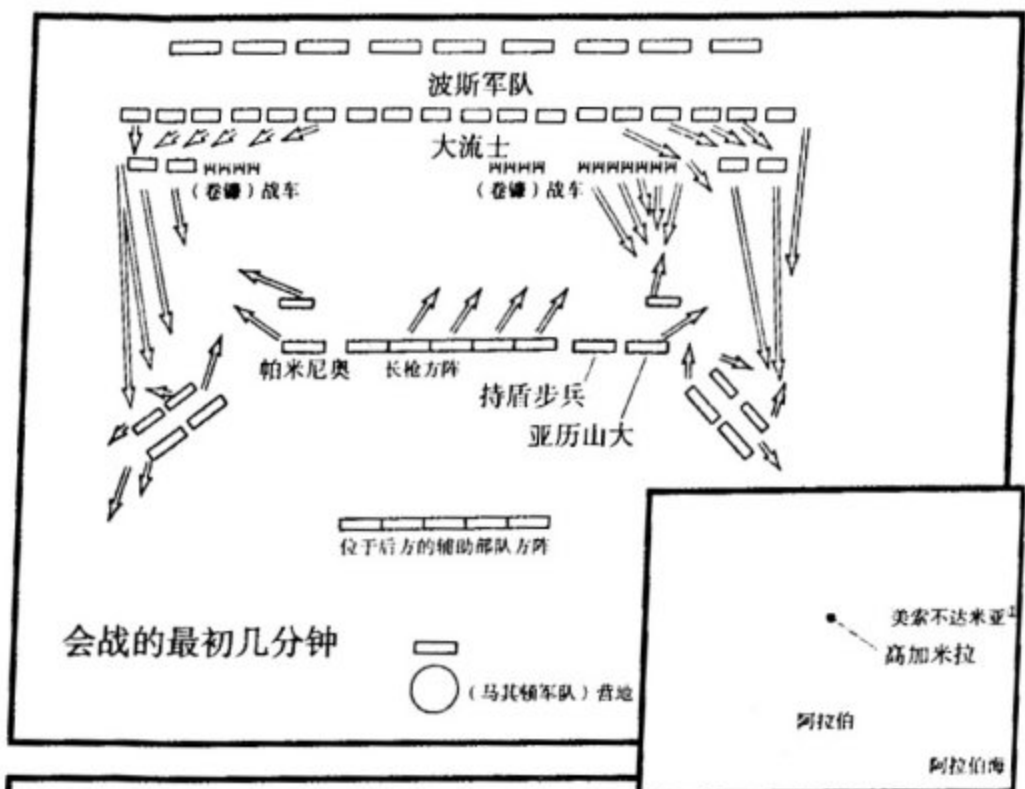 波斯军队
大流士
（卷镰）战车
（卷镰）战车
帕米尼奥
长枪方阵
持盾步兵
亚历山大
位于后方的辅助部队方阵
会战的最初几分钟
（马其顿军队）营地
美索不达米亚
高加米拉
阿拉伯
阿拉伯海